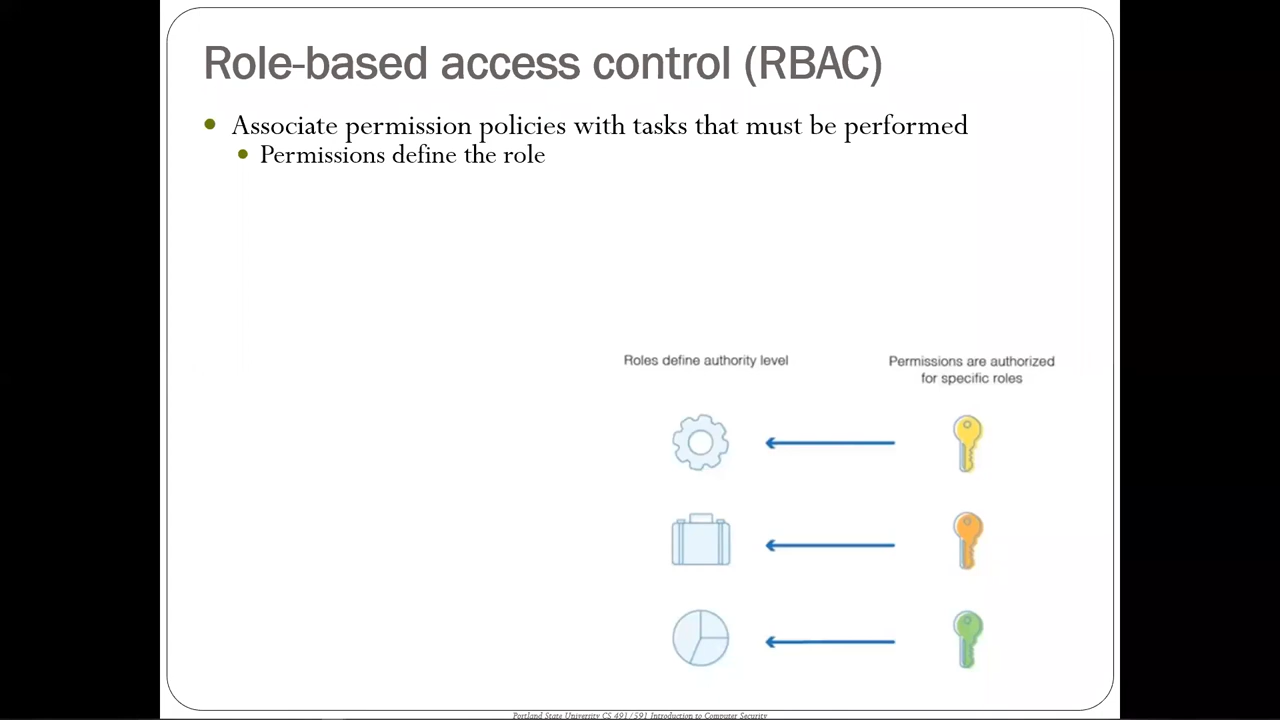 Role-based access control (RBAC)
Associate permission policies with tasks that must be performed
Permissions define the role
Roles define authority level
Permissions are authorized
for specific roles
Portland State University CS 491/591 Introduction to Computer Security